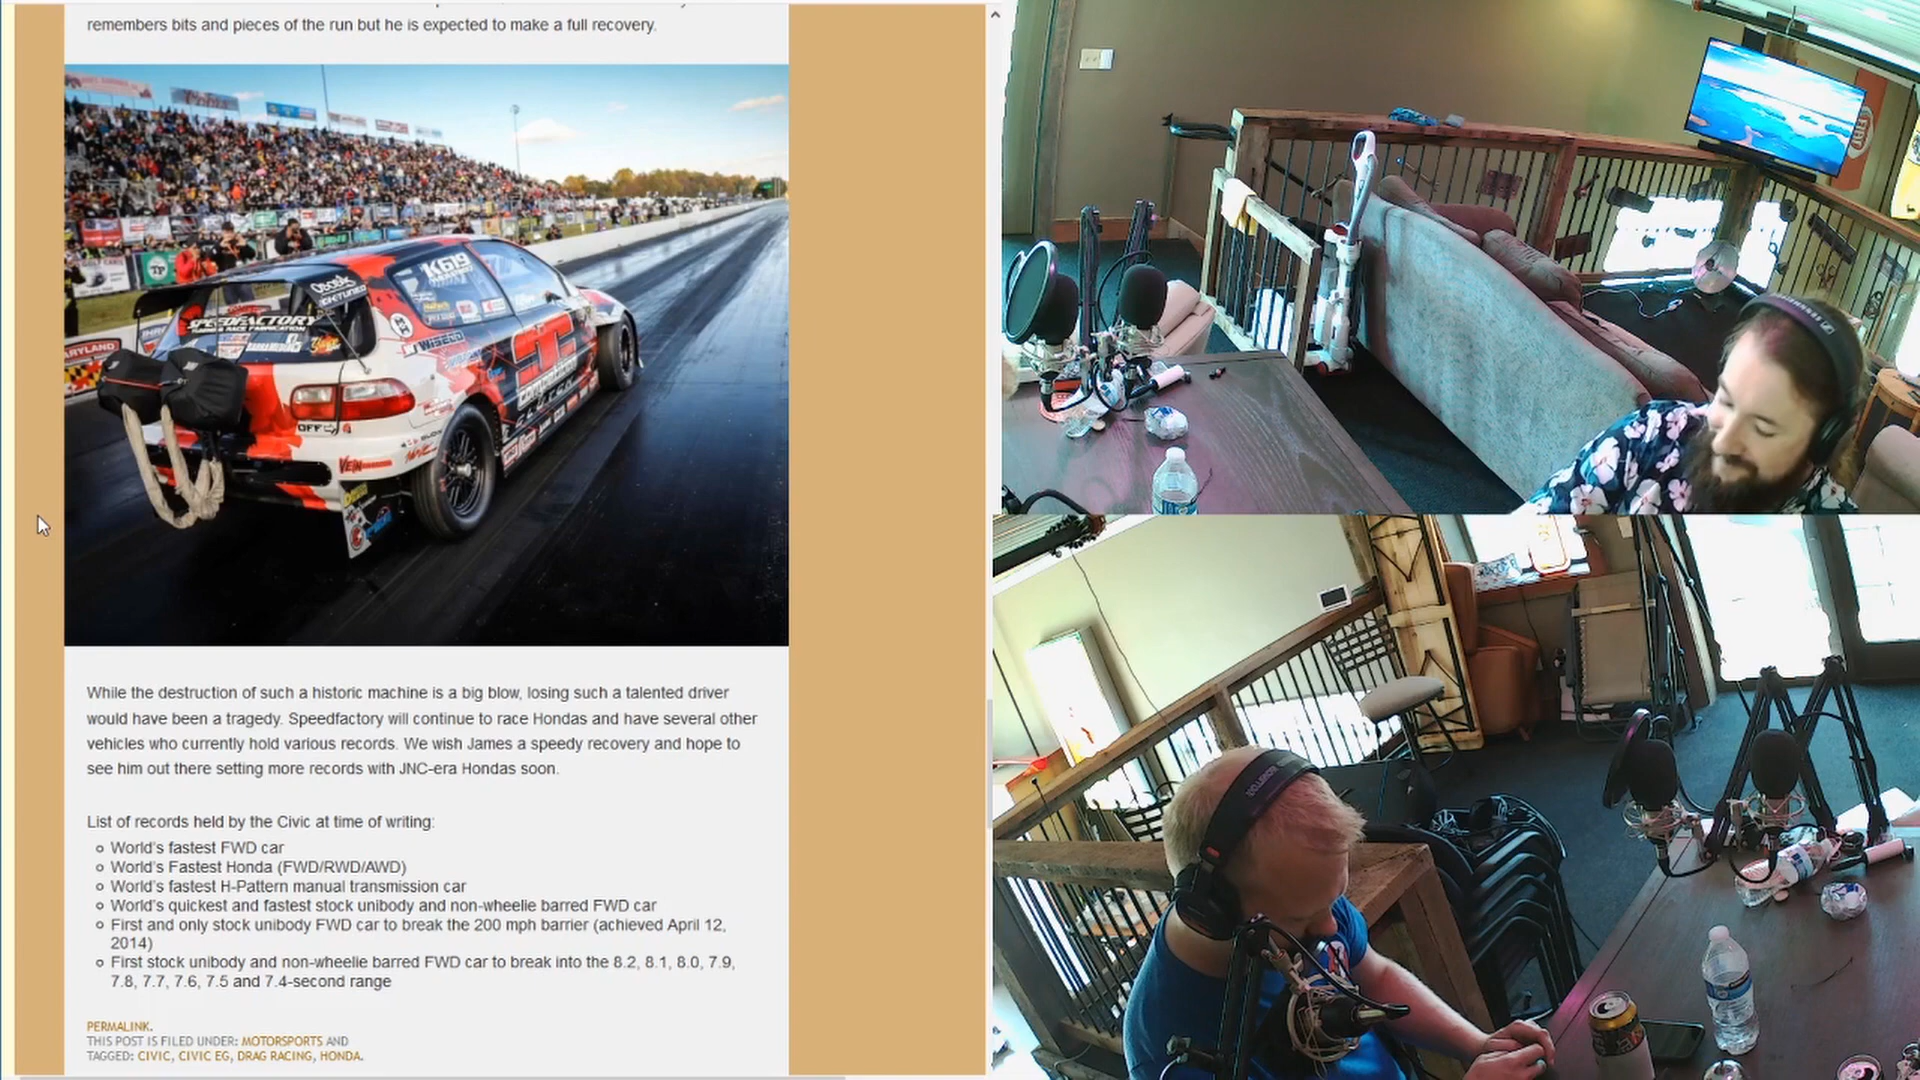 remembers bits and pieces of the run but he is expected to make a full recovery.
K619
SPEEDFACTORY
WISECO
OFF
VEIN
MARYLAND
TP
While the destruction of such a historic machine is a big blow, losing such a talented driver
would have been a tragedy. Speedfactory will continue to race Hondas and have several other
vehicles who currently hold various records. We wish James a speedy recovery and hope to
see him out there setting more records with JNC-era Hondas soon.
List of records held by the Civic at time of writing:
World's fastest FWD car
World's Fastest Honda (FWD/RWD/AWD)
World's fastest H-Pattern manual transmission car
World's quickest and fastest stock unibody and non-wheelie barred FWD car
First and only stock unibody FWD car to break the 200 mph barrier (achieved April 12,
2014)
First stock unibody and non-wheelie barred FWD car to break into the 8.2, 8.1, 8.0, 7.9,
7.8, 7.7, 7.6, 7.5 and 7.4-second range
PERMALINK.
THIS POST IS FILED UNDER: MOTORSPORTS AND
TAGGED: CIVIC, CIVIC EG, DRAG RACING, HONDA.